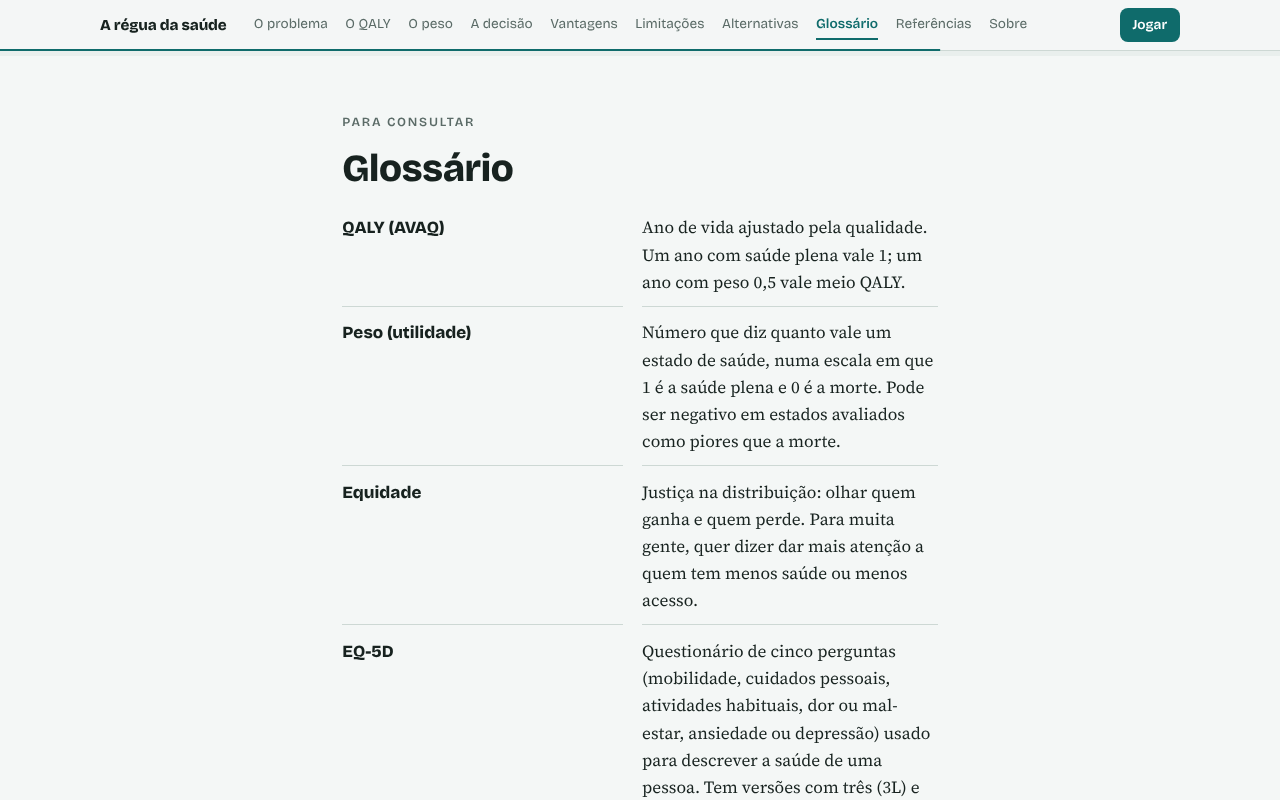 A régua da saúde
O problema
O QALY
O peso
A decisão
Vantagens
Limitações
Alternativas
Glossário
Referências
Sobre
Jogar
PARA CONSULTAR
Glossário
QALY (AVAQ)
Ano de vida ajustado pela qualidade.
Um ano com saúde plena vale 1; um
ano com peso 0,5 vale meio QALY.
Peso (utilidade)
Número que diz quanto vale um
estado de saúde, numa escala em que
1 é a saúde plena e 0 é a morte. Pode
ser negativo em estados avaliados
como piores que a morte.
Equidade
Justiça na distribuição: olhar quem
ganha e quem perde. Para muita
gente, quer dizer dar mais atenção a
quem tem menos saúde ou menos
acesso.
EQ-5D
Questionário de cinco perguntas
(mobilidade, cuidados pessoais,
atividades habituais, dor ou mal-
estar, ansiedade ou depressão) usado
para descrever a saúde de uma
pessoa. Tem versões com três (3L) e